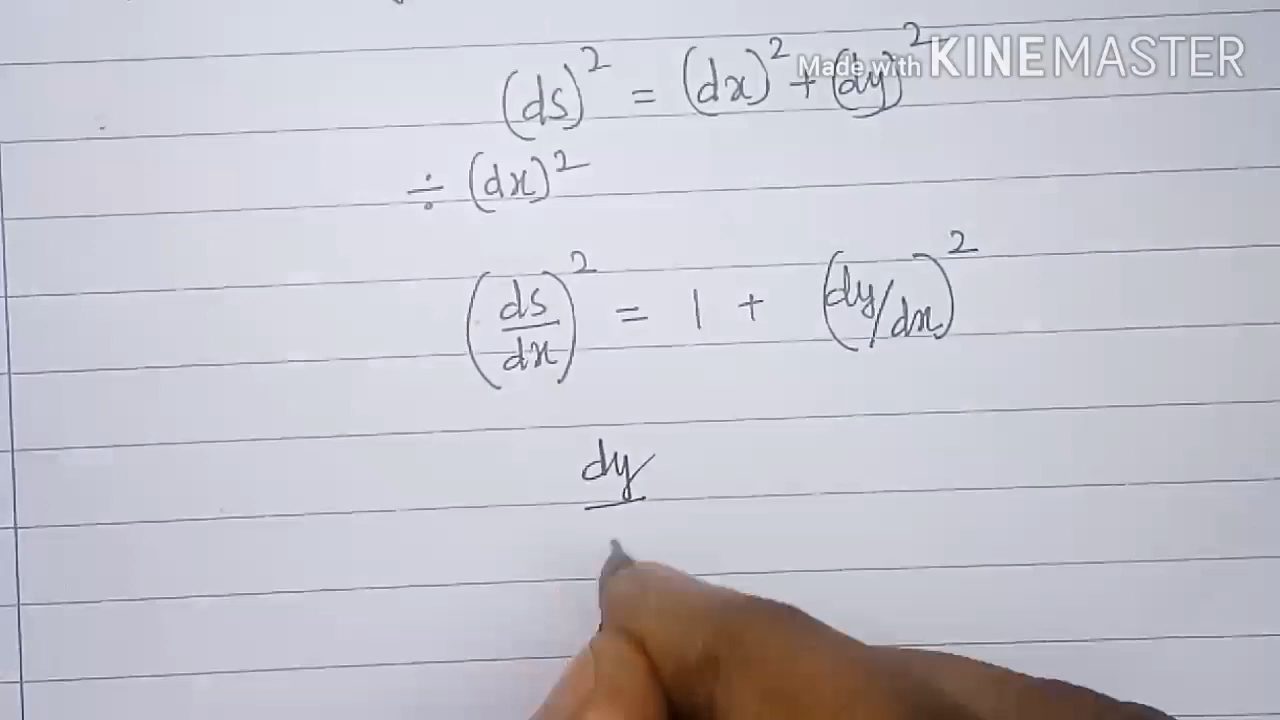 (ds)² = (dx)² + (dy)²
Made with KINEMASTER
÷ (dx)²
(ds/dx)² = 1 + (dy/dx)²
dy